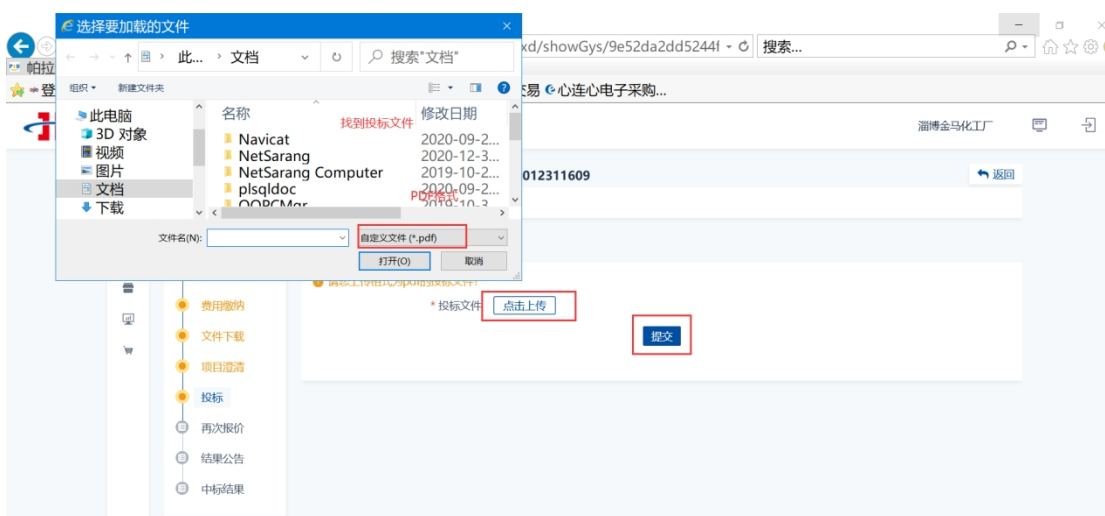 选择要加载的文件
此... 文档
搜索"文档"
xd/showGys/9e52da2dd5244f
搜索...
帕拉
组织 新建文件夹
登
易 心连心电子采购...
此电脑
3D 对象
视频
图片
文档
下载
名称 修改日期
找到投标文件
Navicat 2020-09-2...
NetSarang 2020-12-3...
NetSarang Computer 2019-10-2...
plsqldoc 2020-09-2...
PDF格式
淄博金马化工厂
012311609
返回
文件名(N): 自定义文件 (*.pdf)
打开(O) 取消
* 投标文件 点击上传
提交
费用缴纳
文件下载
项目澄清
投标
再次报价
结果公告
中标结果